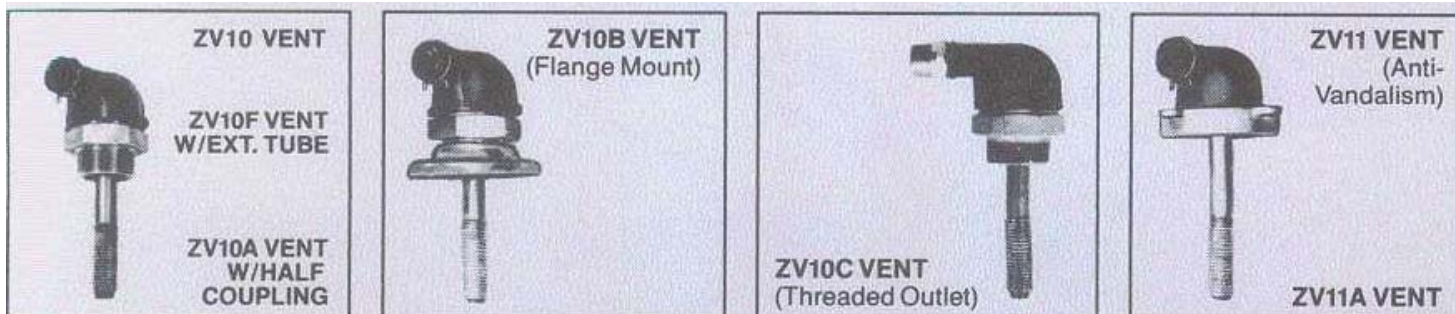 ZV10 VENT
ZV10F VENT
W/EXT. TUBE
ZV10A VENT
W/HALF
COUPLING
ZV10B VENT
(Flange Mount)
ZV10C VENT
(Threaded Outlet)
ZV11 VENT
(Anti-
Vandalism)
ZV11A VENT